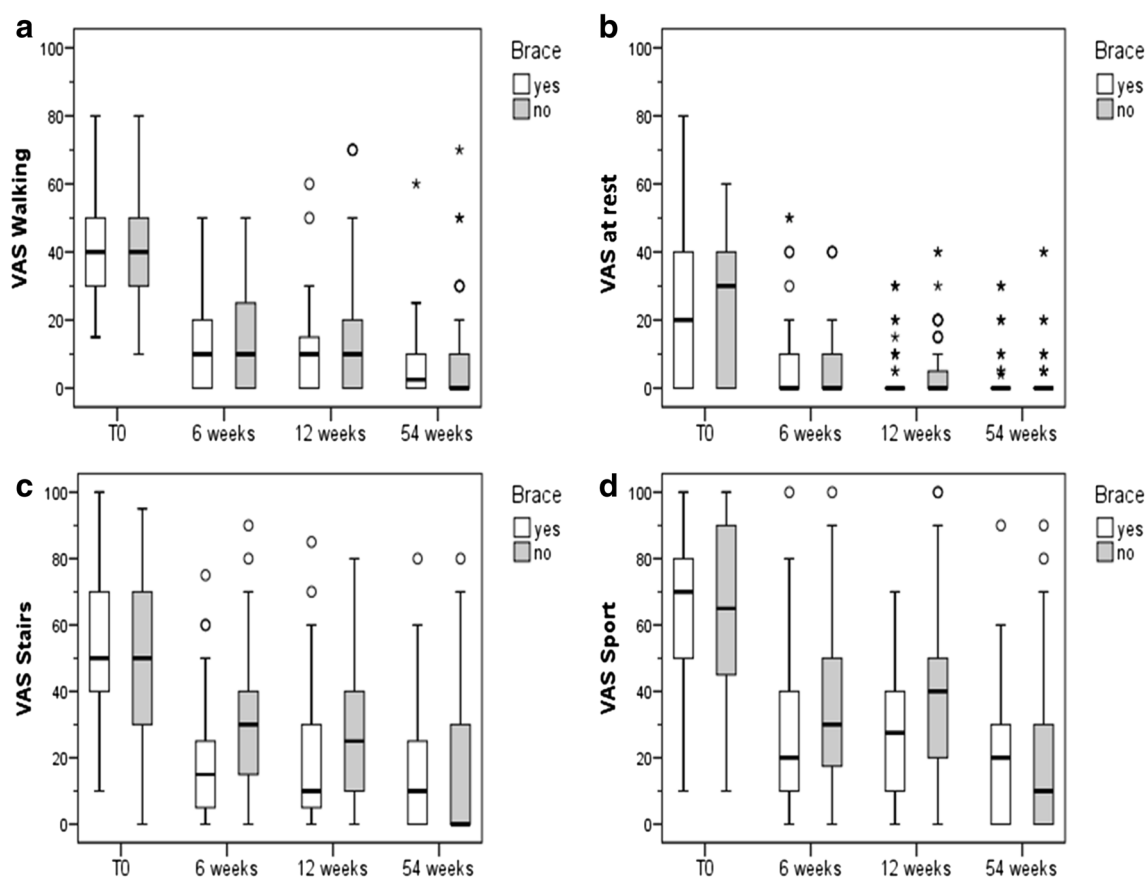 a
VAS Walking
100
80
60
40
20
0
T0 6 weeks 12 weeks 54 weeks
Brace
yes
no
b
VAS at rest
100
80
60
40
20
0
T0 6 weeks 12 weeks 54 weeks
Brace
yes
no
c
VAS Stairs
100
80
60
40
20
0
T0 6 weeks 12 weeks 54 weeks
Brace
yes
no
d
VAS Sport
100
80
60
40
20
0
T0 6 weeks 12 weeks 54 weeks
Brace
yes
no